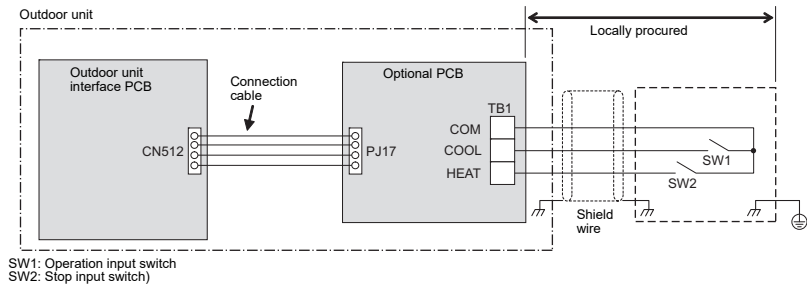 Outdoor unit
Locally procured
Outdoor unit
interface PCB
Connection
cable
Optional PCB
TB1
COM
CN512
PJ17
COOL
SW1
HEAT
SW2
Shield
wire
SW1: Operation input switch
SW2: Stop input switch)